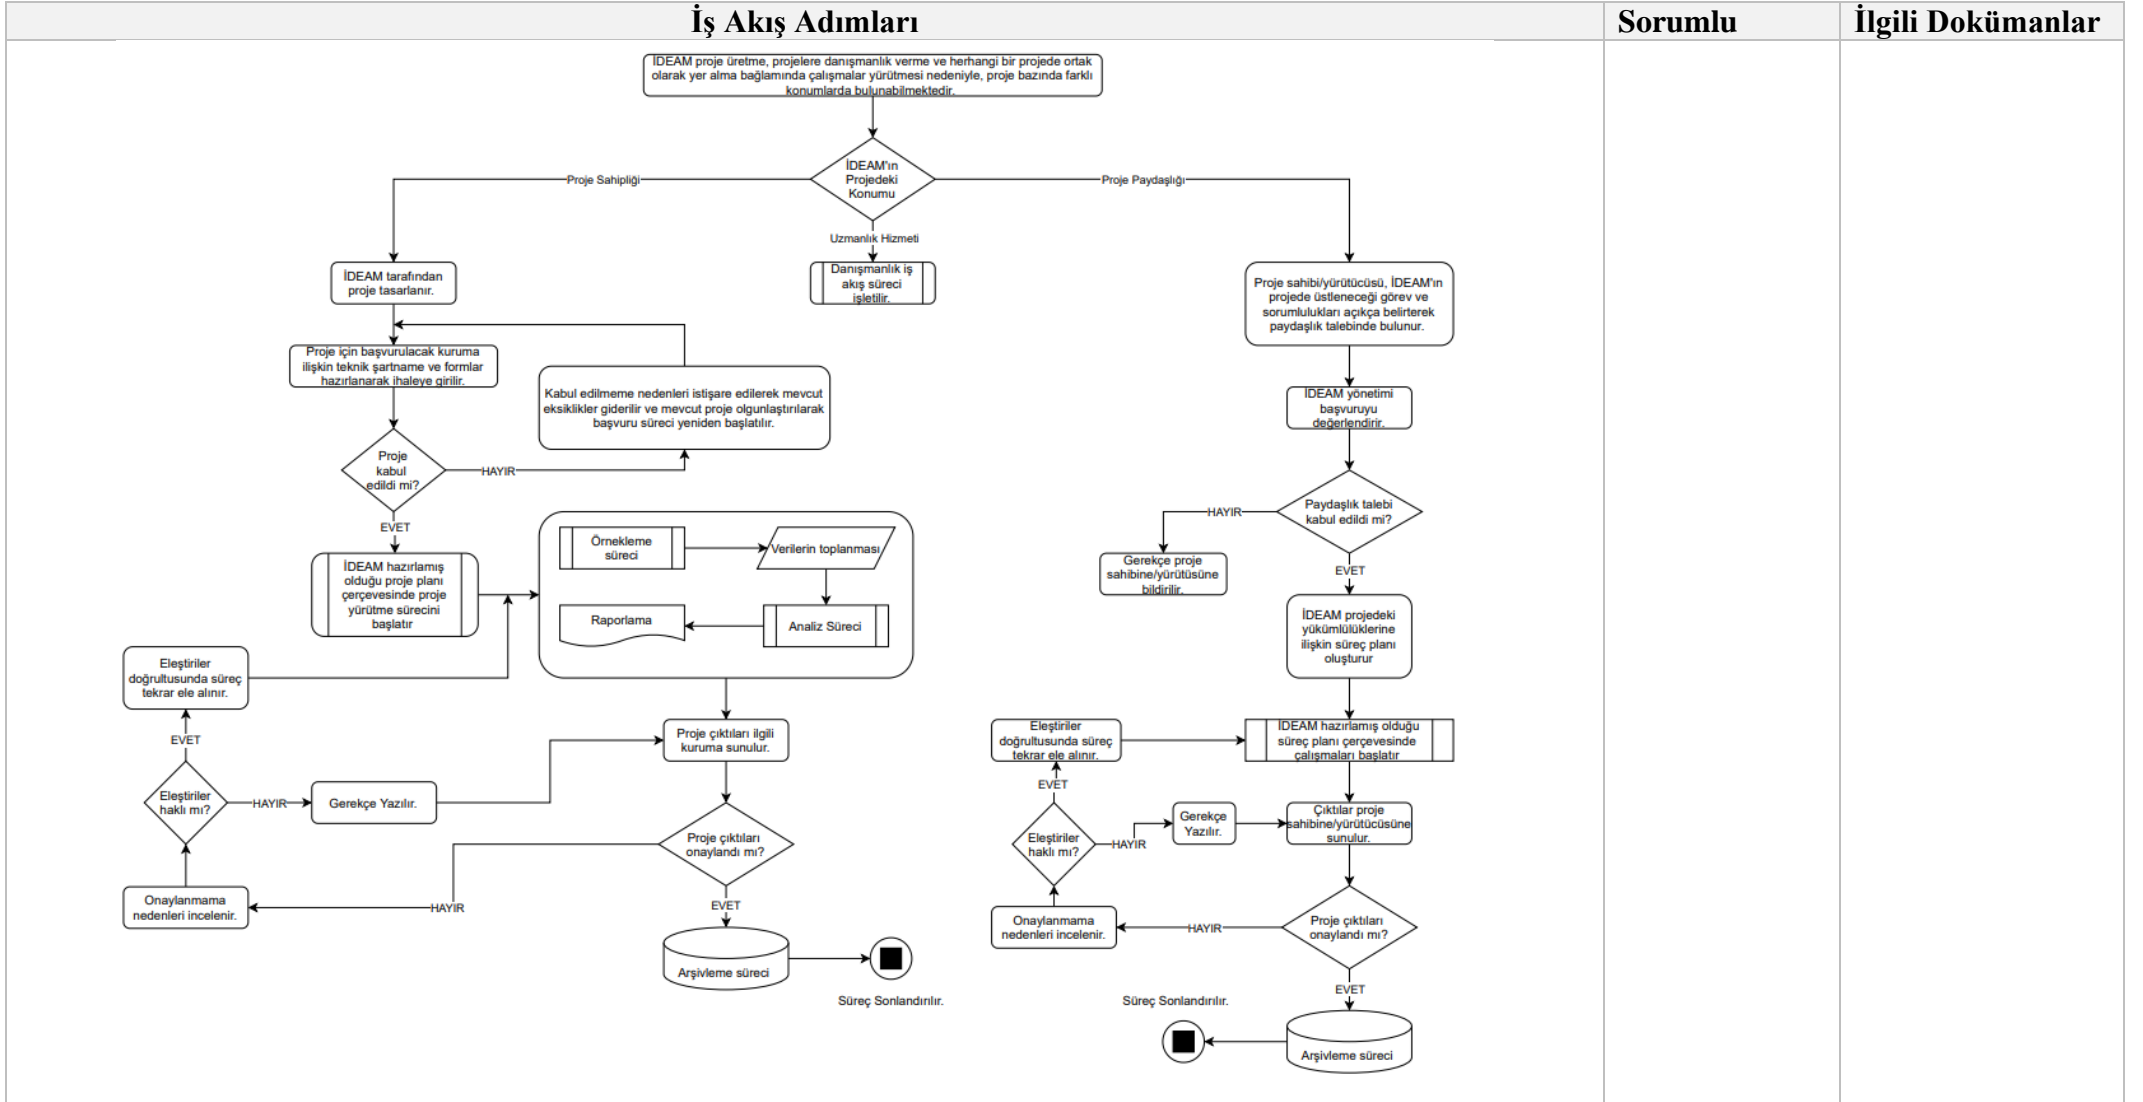 İş Akış Adımları
Sorumlu
İlgili Dokümanlar
İDEAM proje üretme, projelere danışmanlık verme ve herhangi bir projede ortak
olarak yer alma bağlamında çalışmalar yürütmesi nedeniyle, proje bazında farklı
konumlarda bulunabilmektedir.
İDEAM'ın
Projedeki
Konumu
Proje Sahipliği
Proje Paydaşlığı
Uzmanlık Hizmeti
Danışmanlık iş
akış süreci
işletilir.
İDEAM tarafından
proje tasarlanır.
Proje için başvurulacak kuruma
ilişkin teknik şartname ve formlar
hazırlanarak ihaleye girilir.
Kabul edilmeme nedenleri istişare edilerek mevcut
eksiklikler giderilir ve mevcut proje olgunlaştırılarak
başvuru süreci yeniden başlatılır.
Proje
kabul
edildi mi?
HAYIR
EVET
İDEAM hazırlamış
olduğu proje planı
çerçevesinde proje
yürütme sürecini
başlatır
Örnekleme
süreci
Verilerin toplanması
Raporlama
Analiz Süreci
Eleştiriler
doğrultusunda süreç
tekrar ele alınır.
EVET
Eleştiriler
haklı mı?
HAYIR
Gerekçe Yazılır.
Proje çıktıları ilgili
kuruma sunulur.
Proje çıktıları
onaylandı mı?
HAYIR
Onaylanmama
nedenleri incelenir.
EVET
Arşivleme süreci
Süreç Sonlandırılır.
Proje sahibi/yürütücüsü, İDEAM'ın
projede üstleneceği görev ve
sorumlulukları açıkça belirterek
paydaşlık talebinde bulunur.
İDEAM yönetimi
başvuruyu
değerlendirir.
Paydaşlık talebi
kabul edildi mi?
HAYIR
Gerekçe proje
sahibine/yürütüsüne
bildirilir.
EVET
İDEAM projedeki
yükümlülüklerine
ilişkin süreç planı
oluşturur
İDEAM hazırlamış olduğu
süreç planı çerçevesinde
çalışmaları başlatır
Eleştiriler
doğrultusunda süreç
tekrar ele alınır.
EVET
Eleştiriler
haklı mı?
HAYIR
Gerekçe
Yazılır.
Çıktılar proje
sahibine/yürütücüsüne
sunulur.
Proje çıktıları
onaylandı mı?
HAYIR
Onaylanmama
nedenleri incelenir.
EVET
Süreç Sonlandırılır.
Arşivleme süreci